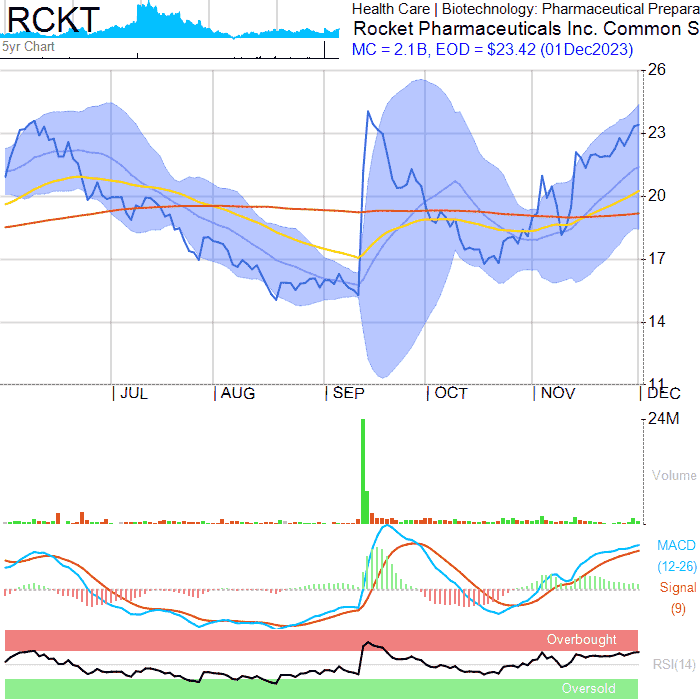 RCKT
5yr Chart
Health Care | Biotechnology: Pharmaceutical Prepara
Rocket Pharmaceuticals Inc. Common S
MC = 2.1B, EOD = $23.42 (01Dec2023)
26
23
20
17
14
11
JUL
AUG
SEP
OCT
NOV
DEC
24M
Volume
MACD
(12-26)
Signal
(9)
Overbought
RSI(14)
Oversold